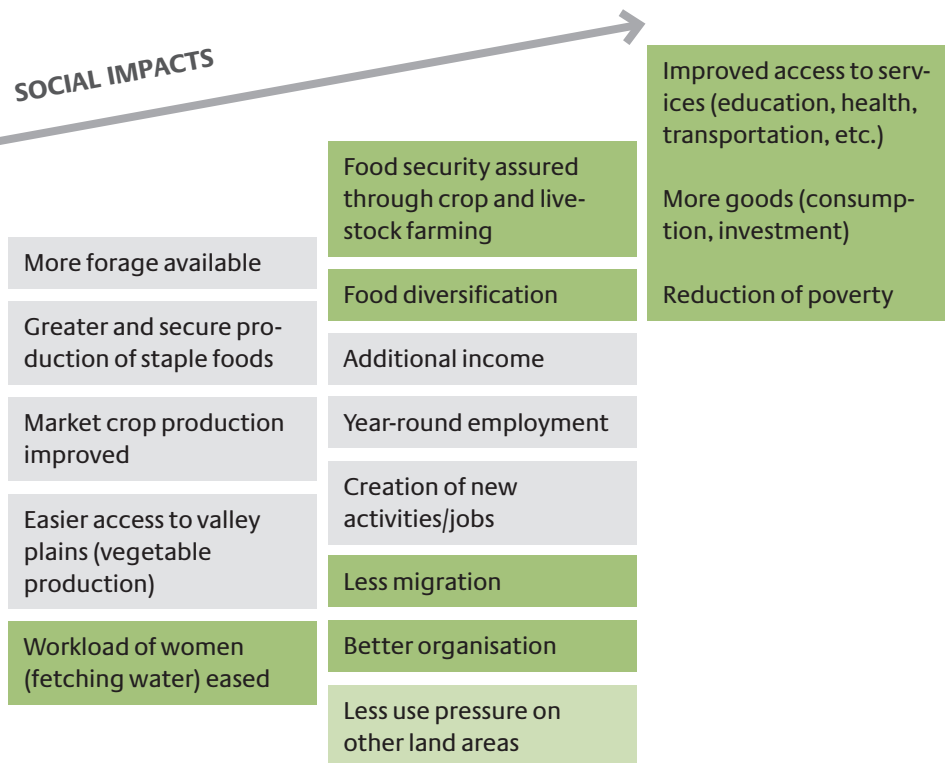 SOCIAL IMPACTS
More forage available
Greater and secure pro-
duction of staple foods
Market crop production
improved
Easier access to valley
plains (vegetable
production)
Workload of women
(fetching water) eased
Food security assured
through crop and live-
stock farming
Food diversification
Additional income
Year-round employment
Creation of new
activities/jobs
Less migration
Better organisation
Less use pressure on
other land areas
Improved access to serv-
ices (education, health,
transportation, etc.)
More goods (consump-
tion, investment)
Reduction of poverty